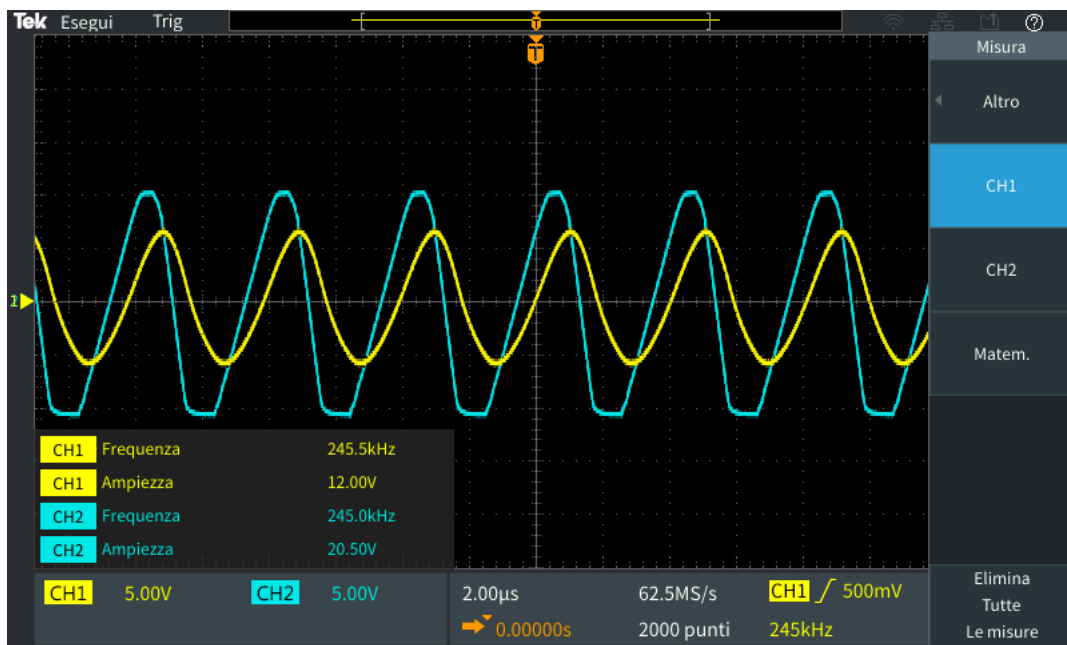 Tek Esegui Trig
T
T
Misura
Altro
CH1
CH2
Matem.
1
CH1 Frequenza 245.5kHz
CH1 Ampiezza 12.00V
CH2 Frequenza 245.0kHz
CH2 Ampiezza 20.50V
CH1 5.00V CH2 5.00V 2.00µs 62.5MS/s CH1 500mV
0.00000s 2000 punti 245kHz
Elimina
Tutte
Le misure